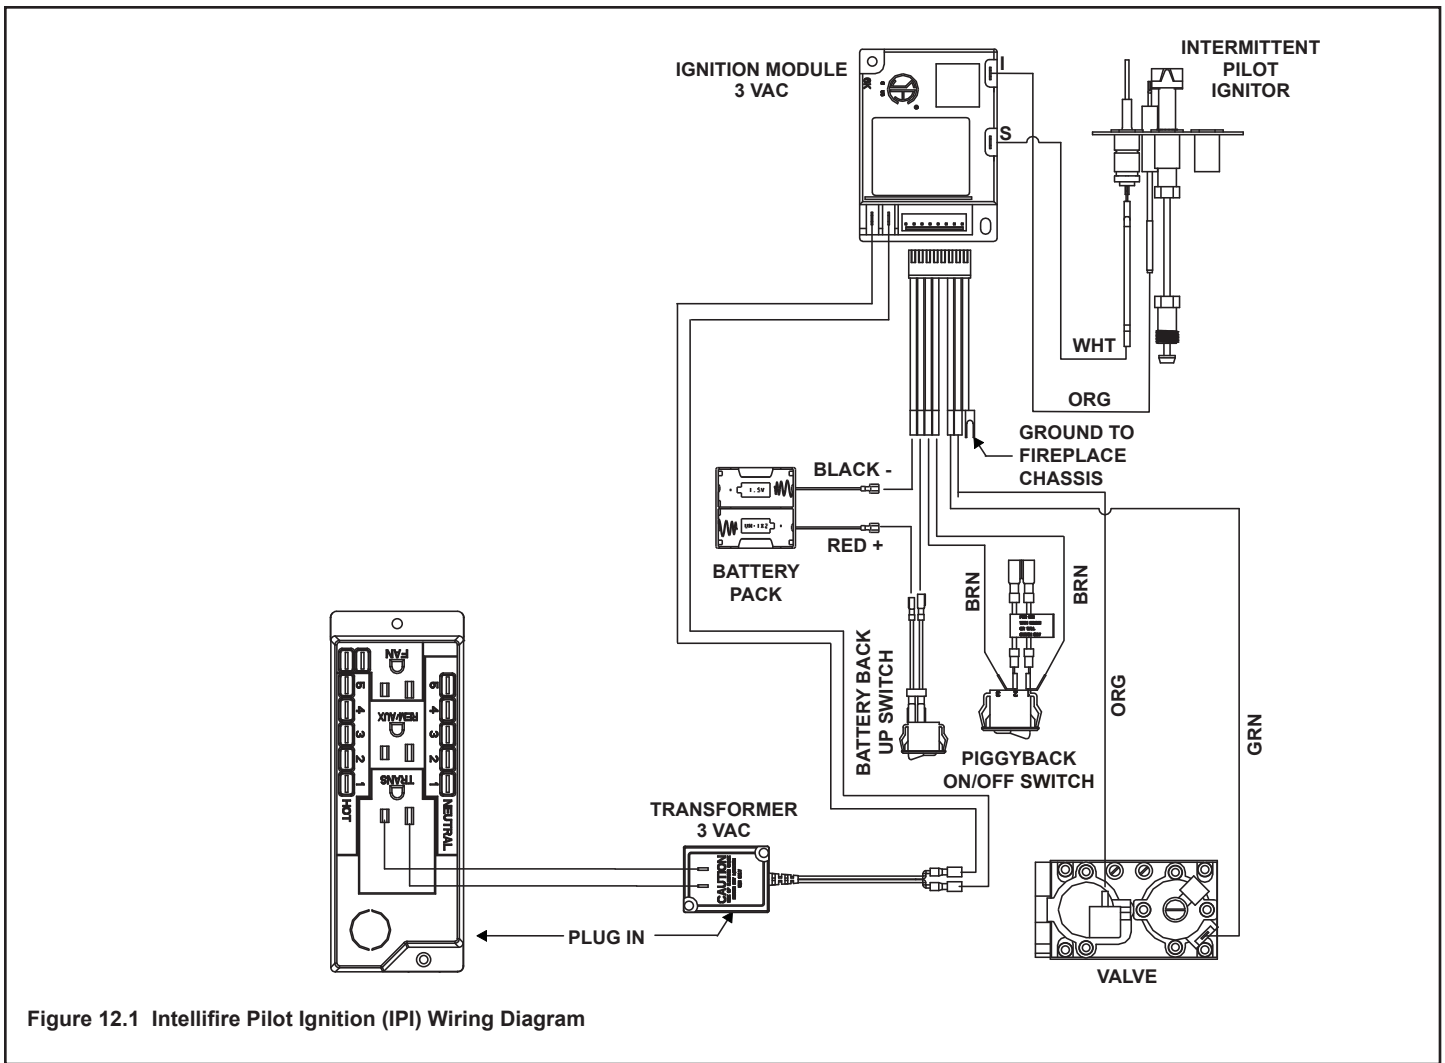 IGNITION MODULE
3 VAC
I
S
INTERMITTENT
PILOT
IGNITOR
WHT
ORG
GROUND TO
FIREPLACE
CHASSIS
BLACK -
1.5V
RED +
BATTERY
PACK
BRN
BRN
BATTERY BACK
UP SWITCH
PIGGYBACK
ON/OFF SWITCH
ORG
GRN
FAN
5
5
4
REM/AUX
4
3
3
2
2
TRANS
1
1
HOT
NEUTRAL
TRANSFORMER
3 VAC
CAUTION
PLUG IN
VALVE
Figure 12.1 Intellifire Pilot Ignition (IPI) Wiring Diagram